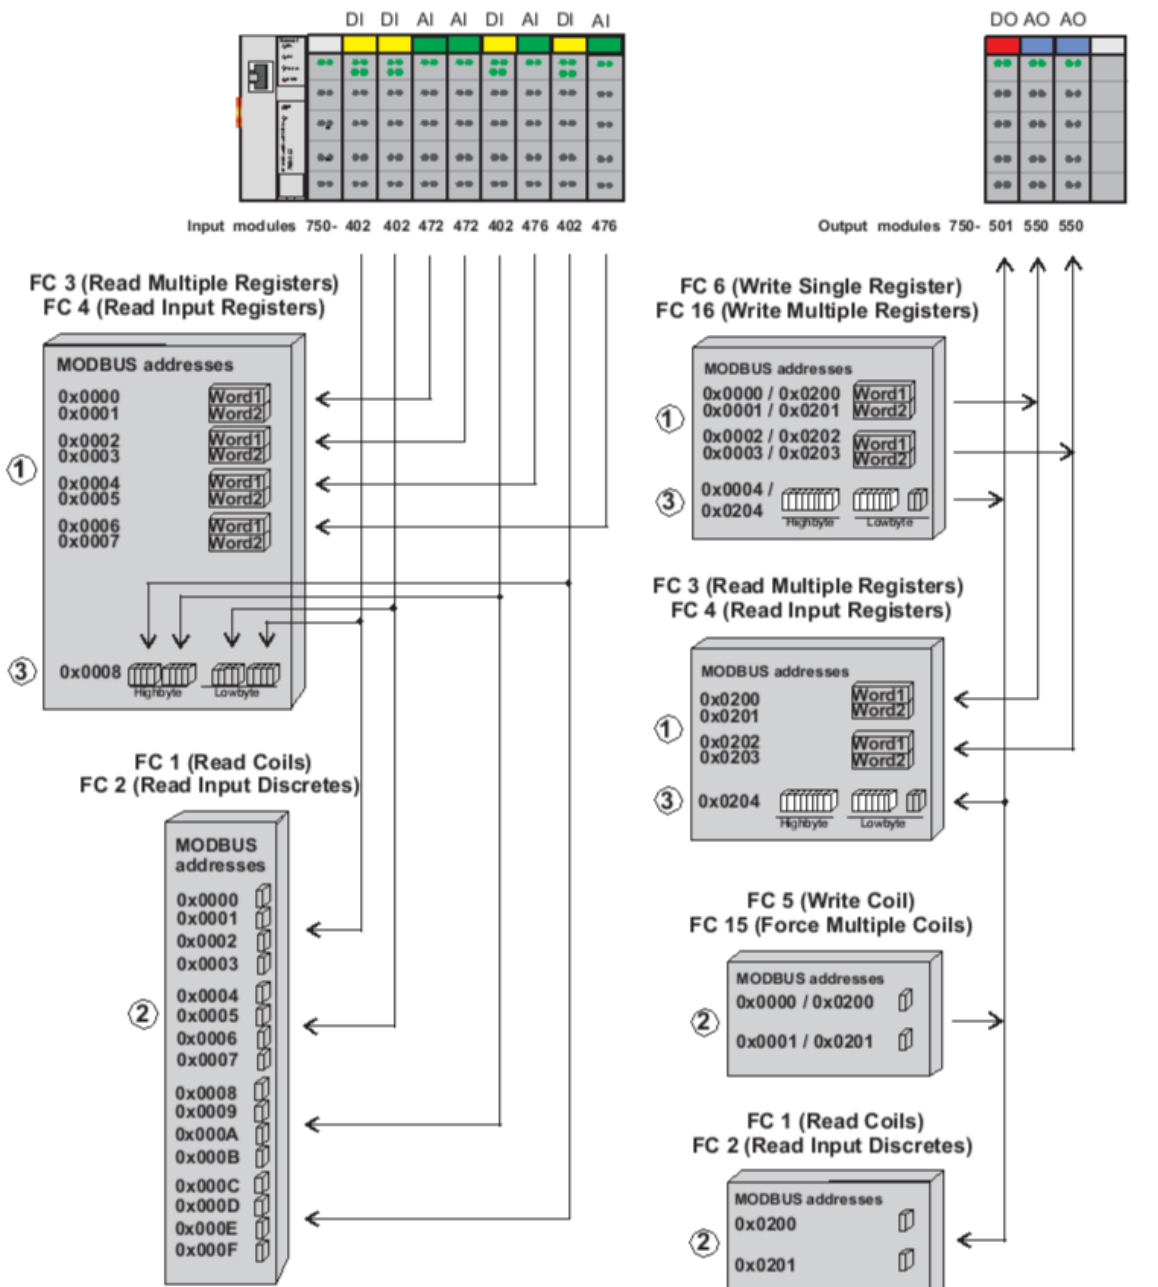 DI DI AI AI DI AI DI AI
DO AO AO
Input modules 750- 402 402 472 472 402 476 402 476
Output modules 750- 501 550 550
FC 3 (Read Multiple Registers)
FC 4 (Read Input Registers)
MODBUS addresses
0x0000 Word1
0x0001 Word2
0x0002 Word1
0x0003 Word2
1
0x0004 Word1
0x0005 Word2
0x0006 Word1
0x0007 Word2
3 0x0008
Highbyte Lowbyte
FC 1 (Read Coils)
FC 2 (Read Input Discretes)
MODBUS
addresses
0x0000
0x0001
0x0002
0x0003
0x0004
2 0x0005
0x0006
0x0007
0x0008
0x0009
0x000A
0x000B
0x000C
0x000D
0x000E
0x000F
FC 6 (Write Single Register)
FC 16 (Write Multiple Registers)
MODBUS addresses
0x0000 / 0x0200 Word1
0x0001 / 0x0201 Word2
1
0x0002 / 0x0202 Word1
0x0003 / 0x0203 Word2
3 0x0004 /
0x0204
Highbyte Lowbyte
FC 3 (Read Multiple Registers)
FC 4 (Read Input Registers)
MODBUS addresses
0x0200 Word1
0x0201 Word2
1
0x0202 Word1
0x0203 Word2
3 0x0204
Highbyte Lowbyte
FC 5 (Write Coil)
FC 15 (Force Multiple Coils)
MODBUS addresses
0x0000 / 0x0200
2
0x0001 / 0x0201
FC 1 (Read Coils)
FC 2 (Read Input Discretes)
MODBUS addresses
0x0200
2
0x0201